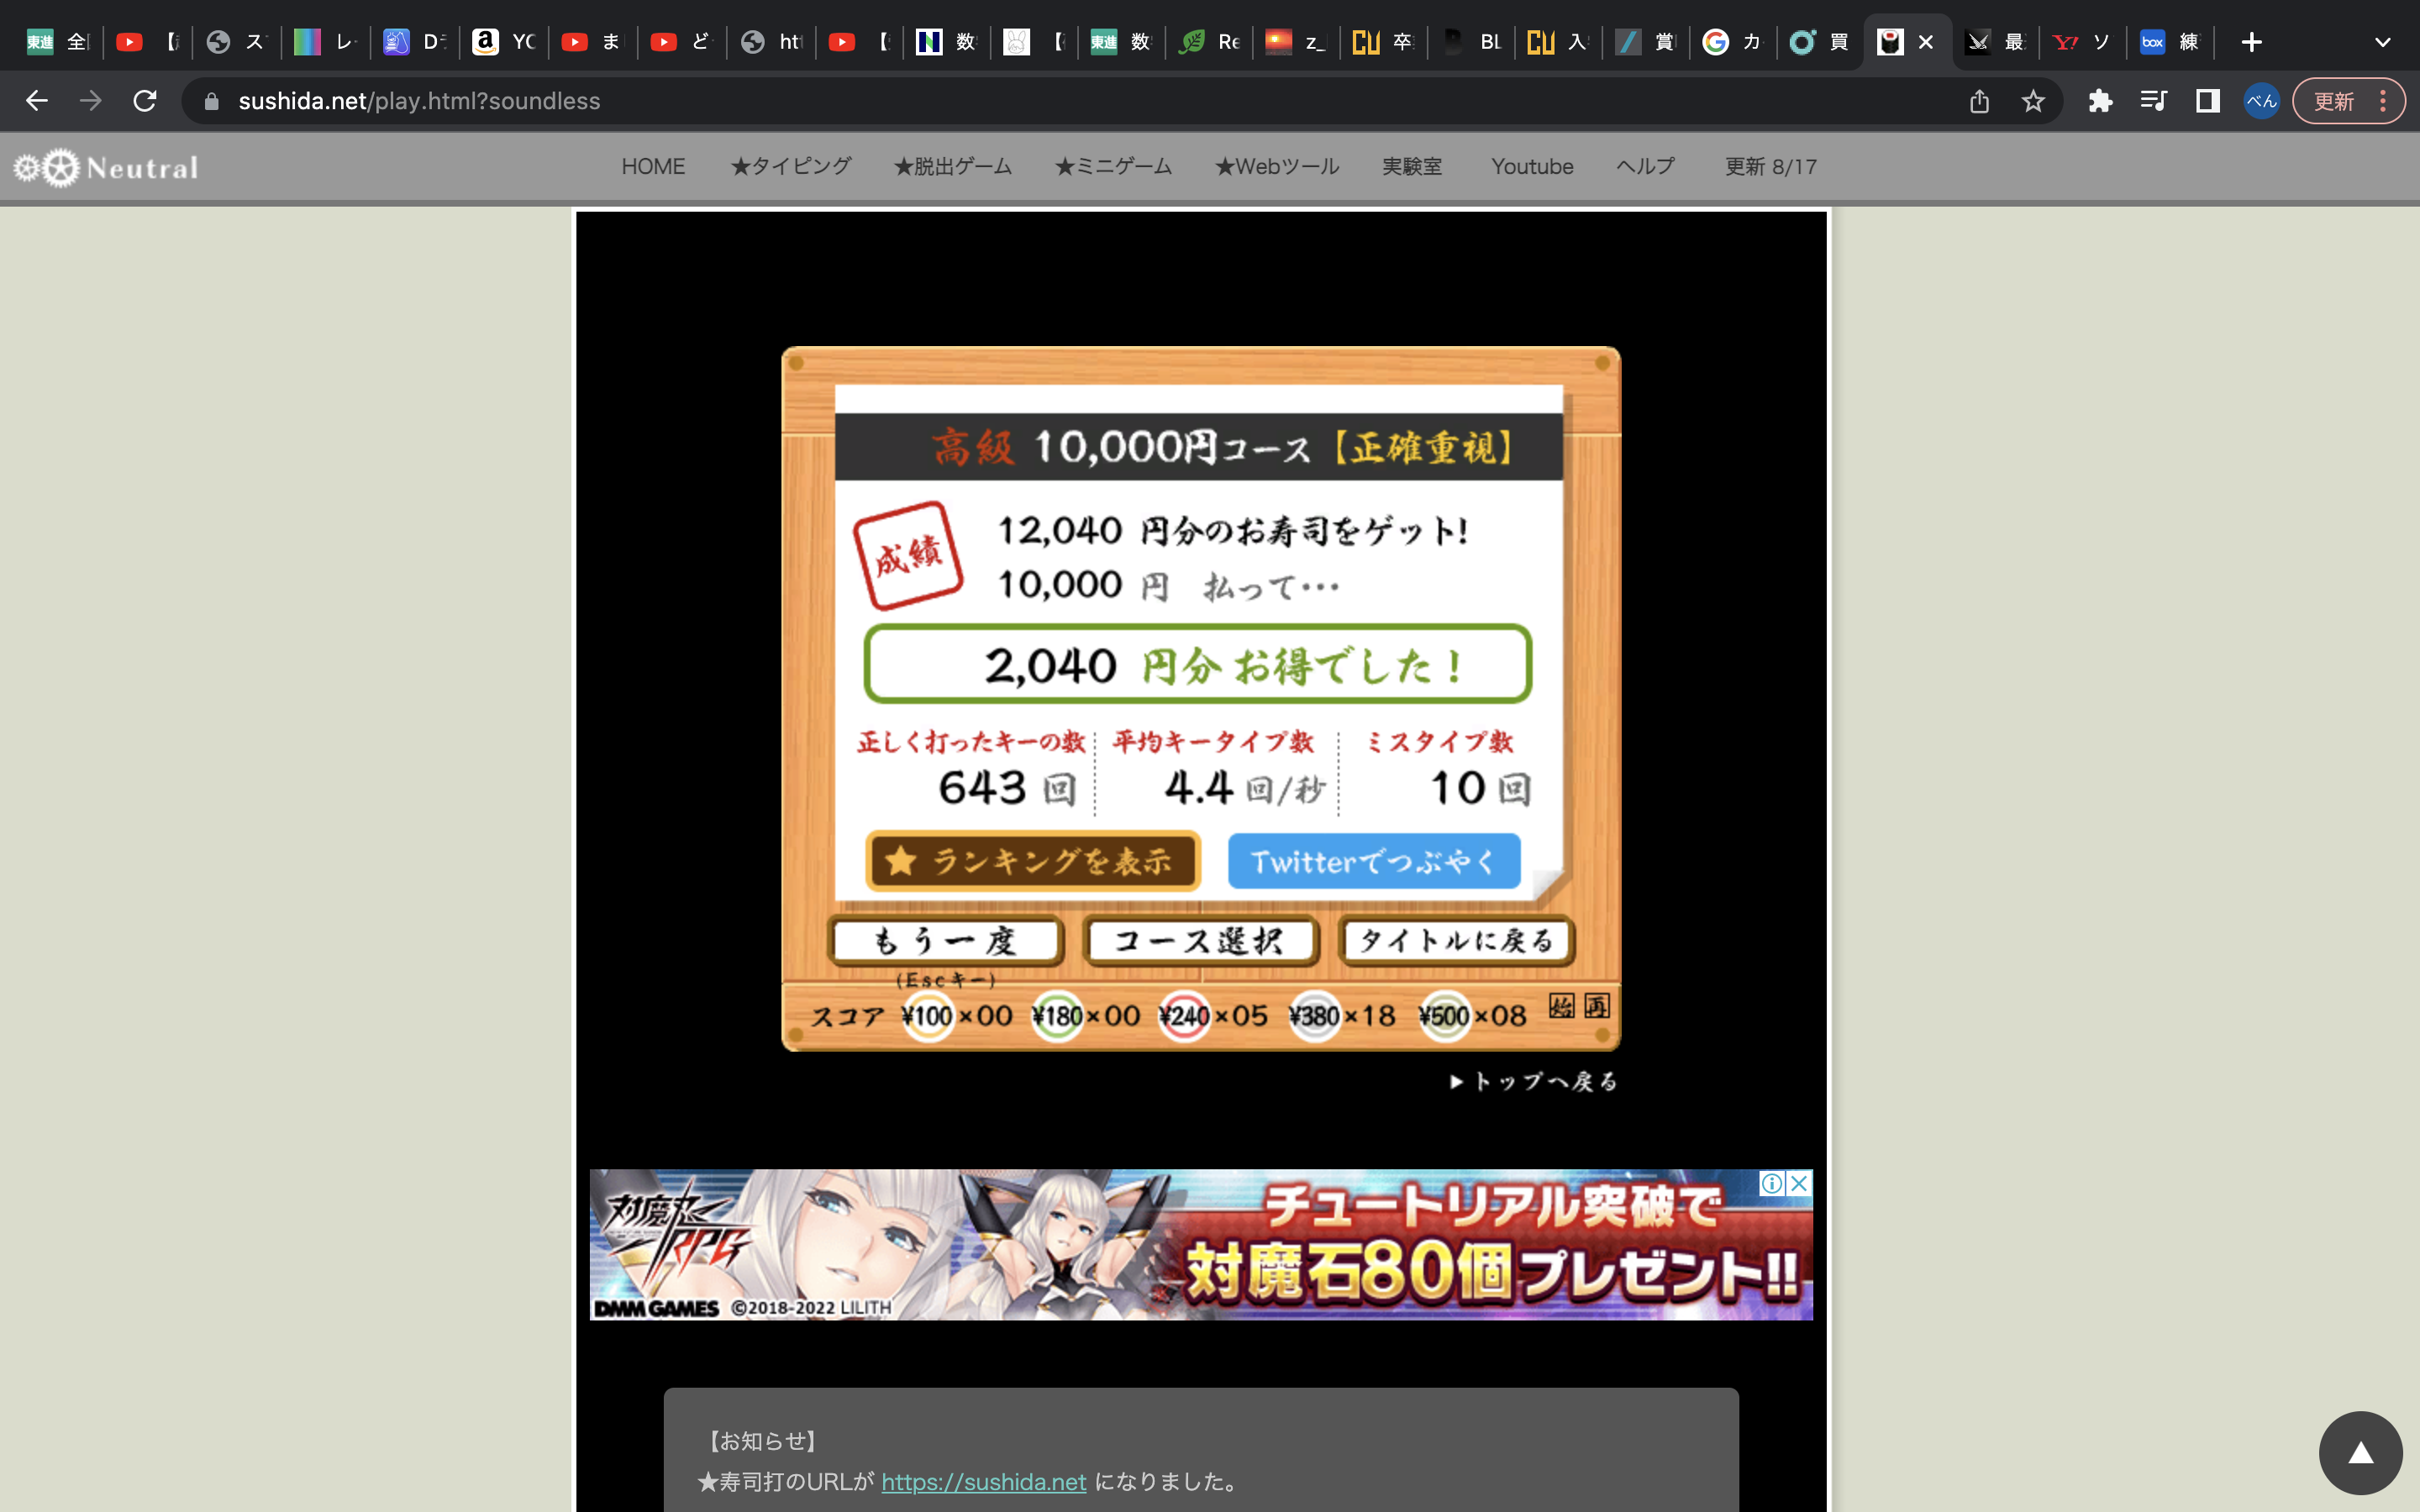 全 【 ス レ D YO ま ど htt 【 数 【 東進 数 Re z_ 卒 BL 入 賞 カ 買 最 ソ box 練
sushida.net/play.html?soundless
べん
更新
Neutral
HOME ★タイピング ★脱出ゲーム ★ミニゲーム ★Webツール 実験室 Youtube ヘルプ 更新 8/17
高級 10,000円コース【正確重視】
成績
12,040 円分のお寿司をゲット!
10,000 円 払って…
2,040 円分 お得でした!
正しく打ったキーの数 平均キータイプ数 ミスタイプ数
643 回 4.4 回/秒 10 回
★ ランキングを表示 Twitterでつぶやく
もう一度 コース選択 タイトルに戻る
(Escキー)
スコア ¥100×00 ¥180×00 ¥240×05 ¥380×18 ¥500×08 始 再
▶トップへ戻る
対魔忍RPG
チュートリアル突破で
対魔石80個プレゼント!!
DMM GAMES ©2018-2022 LILITH
【お知らせ】
★寿司打のURLが https://sushida.net になりました。